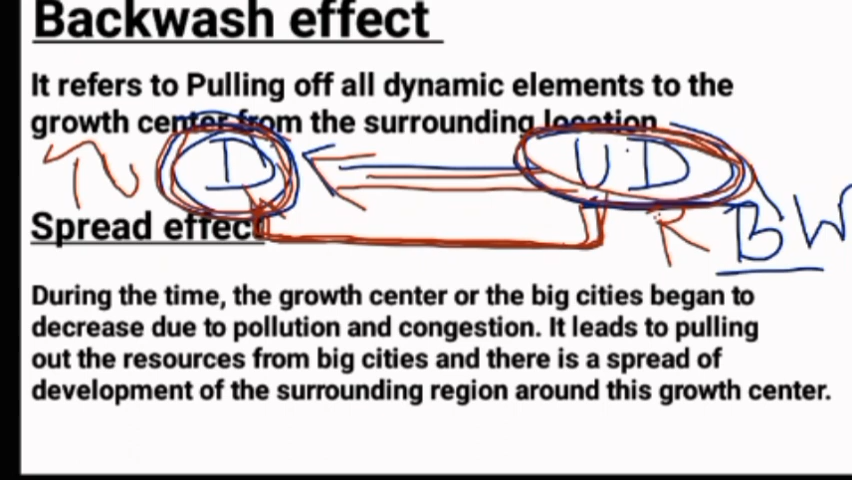 Backwash effect
It refers to Pulling off all dynamic elements to the
growth center from the surrounding location
D UD
R BW
Spread effect
During the time, the growth center or the big cities began to
decrease due to pollution and congestion. It leads to pulling
out the resources from big cities and there is a spread of
development of the surrounding region around this growth center.